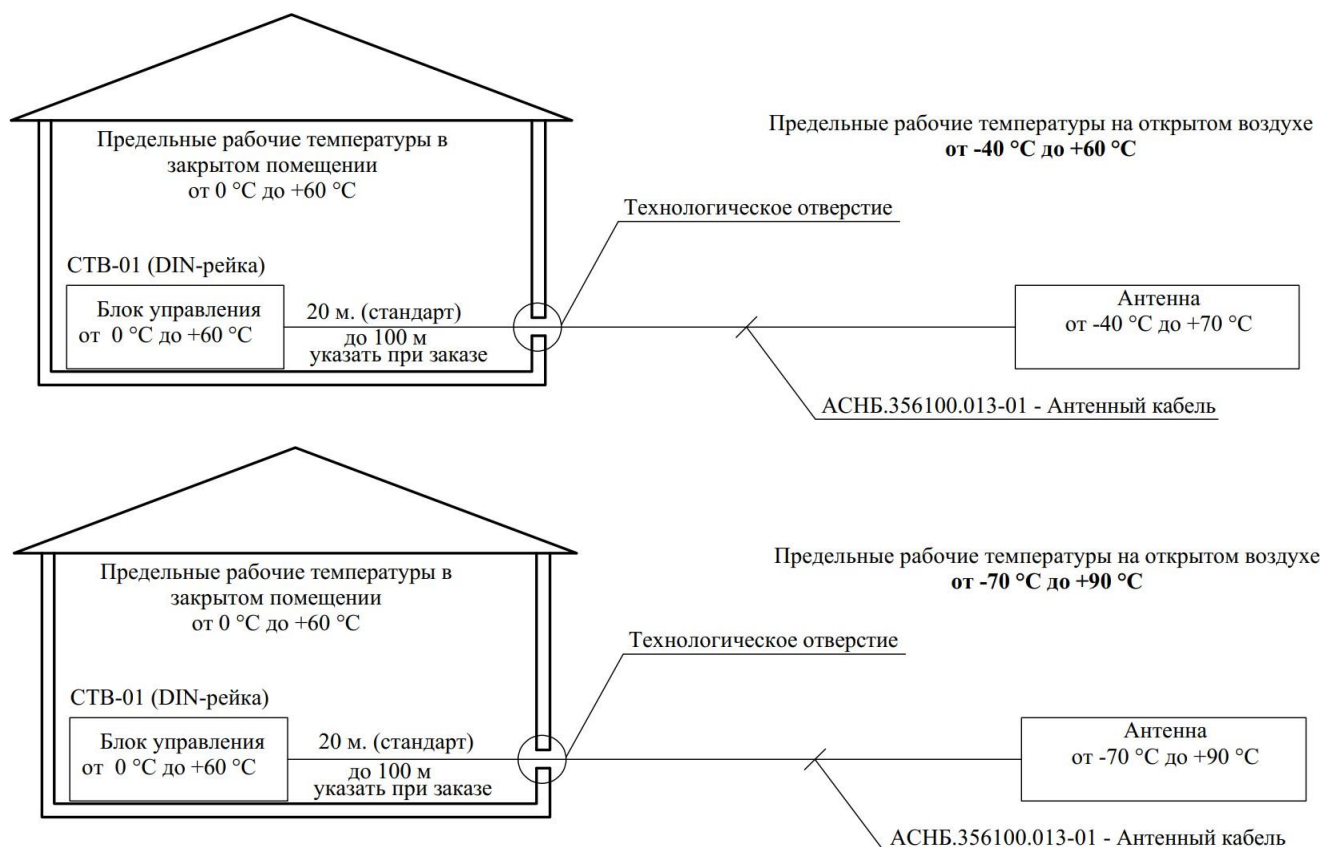 Предельные рабочие температуры в
закрытом помещении
от 0 °C до +60 °C
Предельные рабочие температуры на открытом воздухе
от -40 °C до +60 °C
Технологическое отверстие
СТВ-01 (DIN-рейка)
Блок управления
от 0 °C до +60 °C
20 м. (стандарт)
до 100 м
указать при заказе
Антенна
от -40 °C до +70 °C
АСНБ.356100.013-01 - Антенный кабель
Предельные рабочие температуры в
закрытом помещении
от 0 °C до +60 °C
Предельные рабочие температуры на открытом воздухе
от -70 °C до +90 °C
Технологическое отверстие
СТВ-01 (DIN-рейка)
Блок управления
от 0 °C до +60 °C
20 м. (стандарт)
до 100 м
указать при заказе
Антенна
от -70 °C до +90 °C
АСНБ.356100.013-01 - Антенный кабель